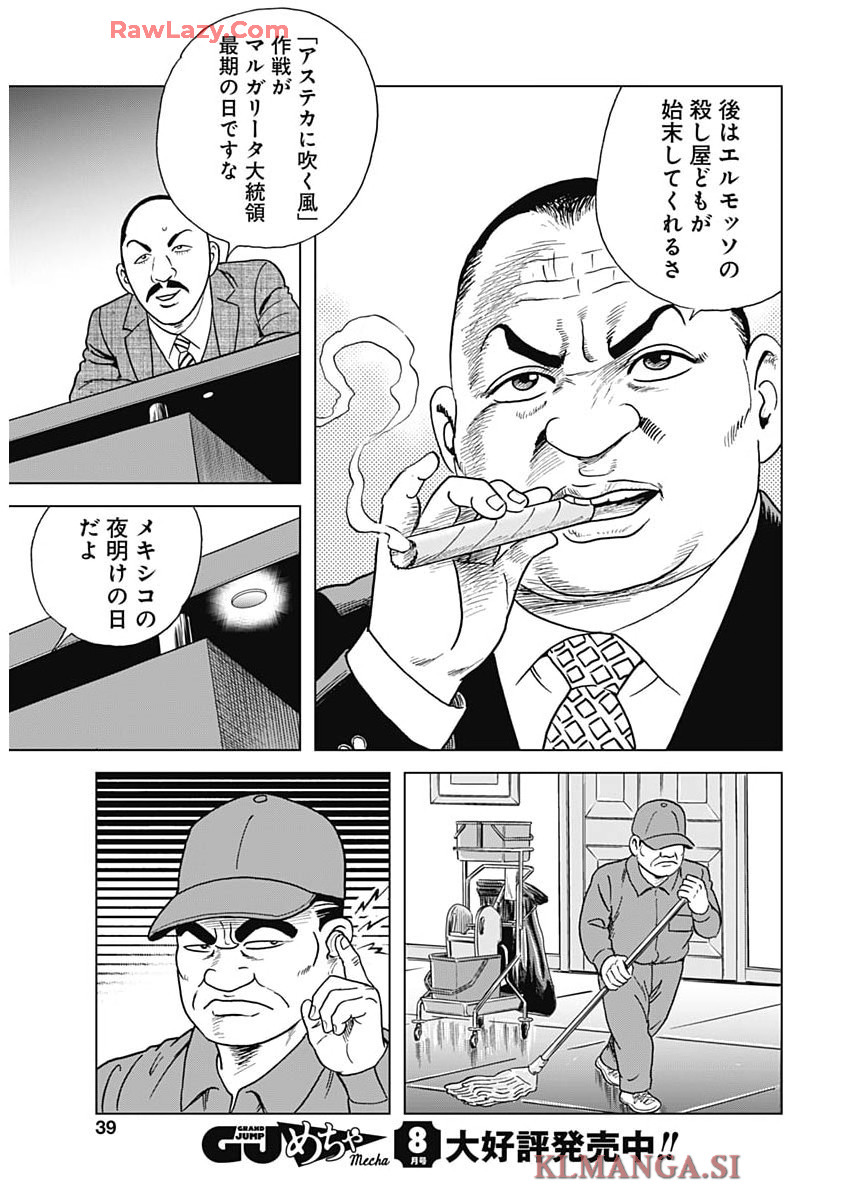 RawLazy.Com
後はエルモッソの
殺し屋どもが
始末してくれるさ
「アステカに吹く風」
作戦が
マルガリータ大統領
最期の日ですな
メキシコの
夜明けの日
だよ
39
GRAND JUMP
GJ
めちゃ
Mecha
8月号
大好評発売中!!
KLMANGA.SI